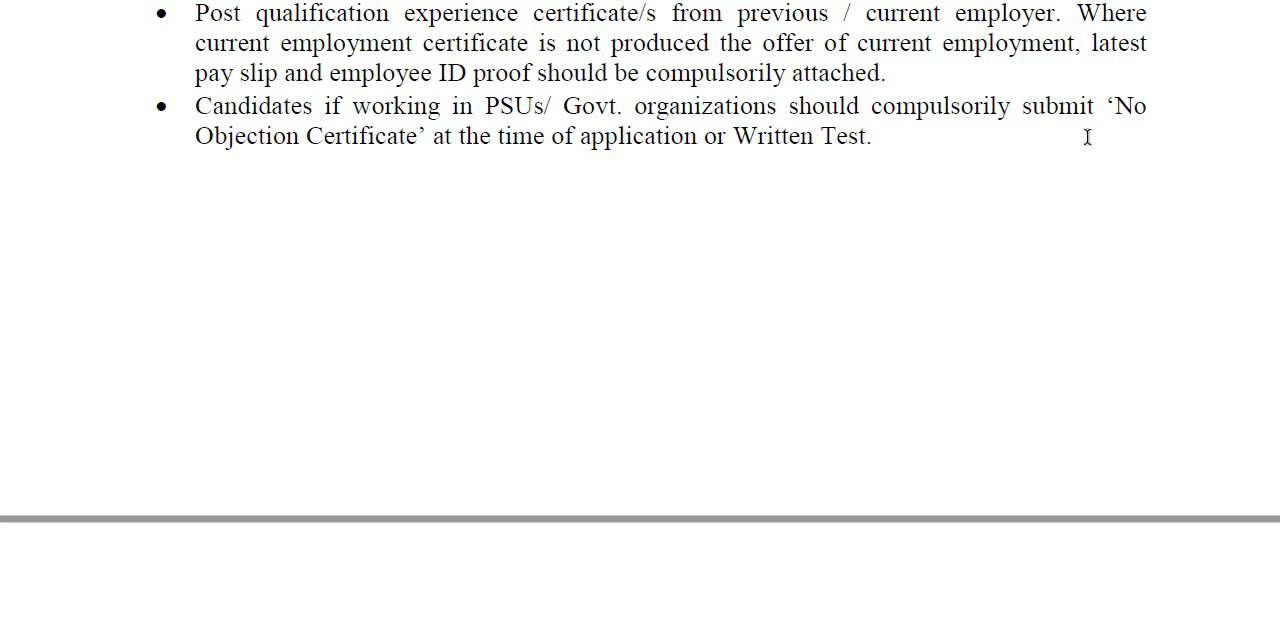 • Post qualification experience certificate/s from previous / current employer. Where
current employment certificate is not produced the offer of current employment, latest
pay slip and employee ID proof should be compulsorily attached.
• Candidates if working in PSUs/ Govt. organizations should compulsorily submit ‘No
Objection Certificate’ at the time of application or Written Test.